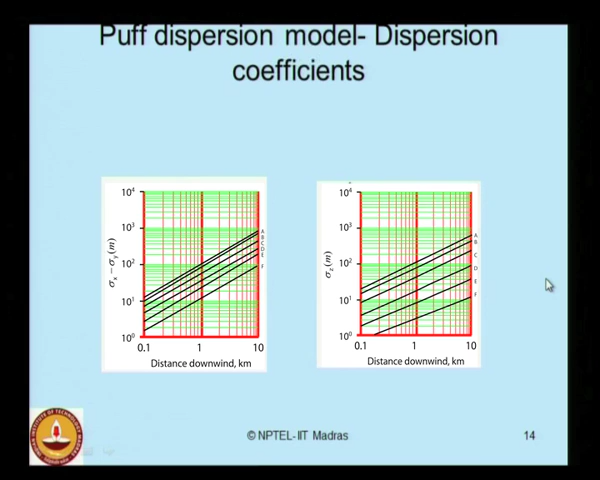 Puff dispersion model- Dispersion
coefficients
10⁴
10³
10²
10¹
10⁰
σx – σy (m)
A
B
C
D
E
F
0.1 1 10
Distance downwind, km
10⁴
10³
10²
10¹
10⁰
σz (m)
A
B
C
D
E
F
0.1 1 10
Distance downwind, km
© NPTEL-IIT Madras
14